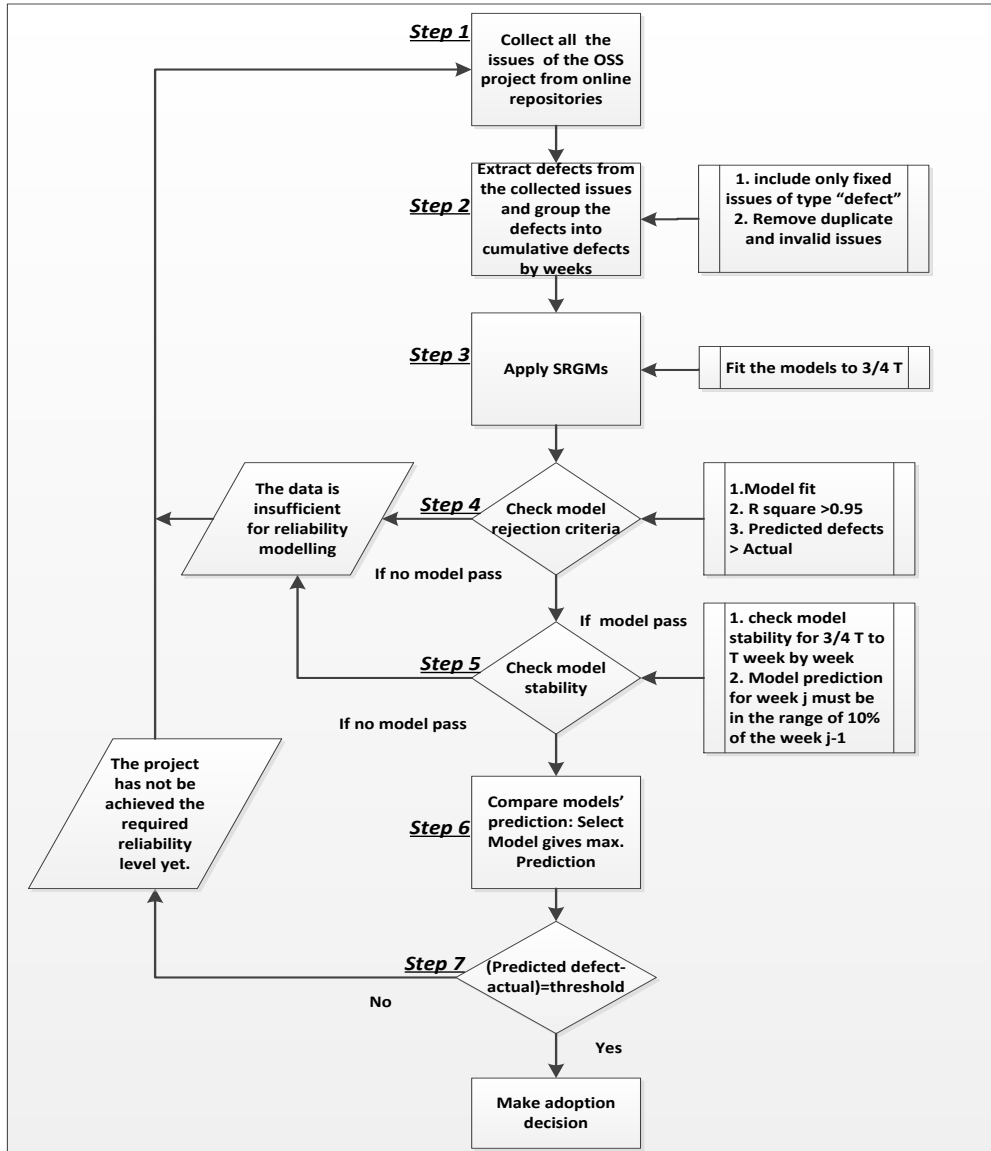 Step 1
Collect all the
issues of the OSS
project from online
repositories
Step 2
Extract defects from
the collected issues
and group the
defects into
cumulative defects
by weeks
1. include only fixed
issues of type “defect”
2. Remove duplicate
and invalid issues
Step 3
Apply SRGMs
Fit the models to 3/4 T
Step 4
Check model
rejection criteria
1.Model fit
2. R square >0.95
3. Predicted defects
> Actual
The data is
insufficient
for reliability
modelling
If no model pass
If model pass
Step 5
Check model
stability
1. check model
stability for 3/4 T to
T week by week
2. Model prediction
for week j must be
in the range of 10%
of the week j-1
If no model pass
The project
has not be
achieved the
required
reliability
level yet.
Step 6
Compare models’
prediction: Select
Model gives max.
Prediction
Step 7
(Predicted defect-
actual)=threshold
No
Yes
Make adoption
decision